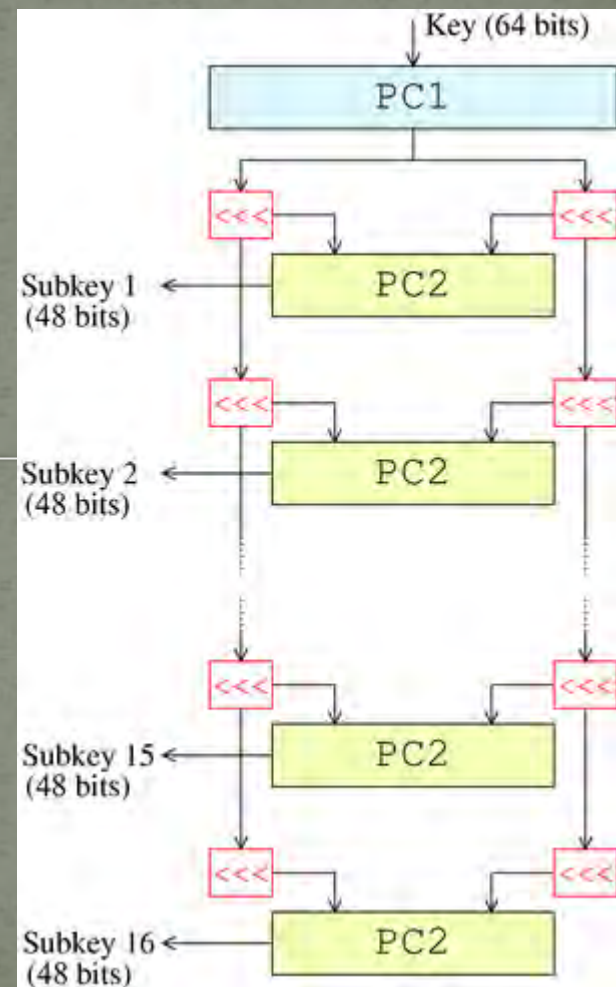 Key (64 bits)
PC1
<<< <<<
PC2
Subkey 1
(48 bits)
<<< <<<
PC2
Subkey 2
(48 bits)
<<< <<<
PC2
Subkey 15
(48 bits)
<<< <<<
PC2
Subkey 16
(48 bits)